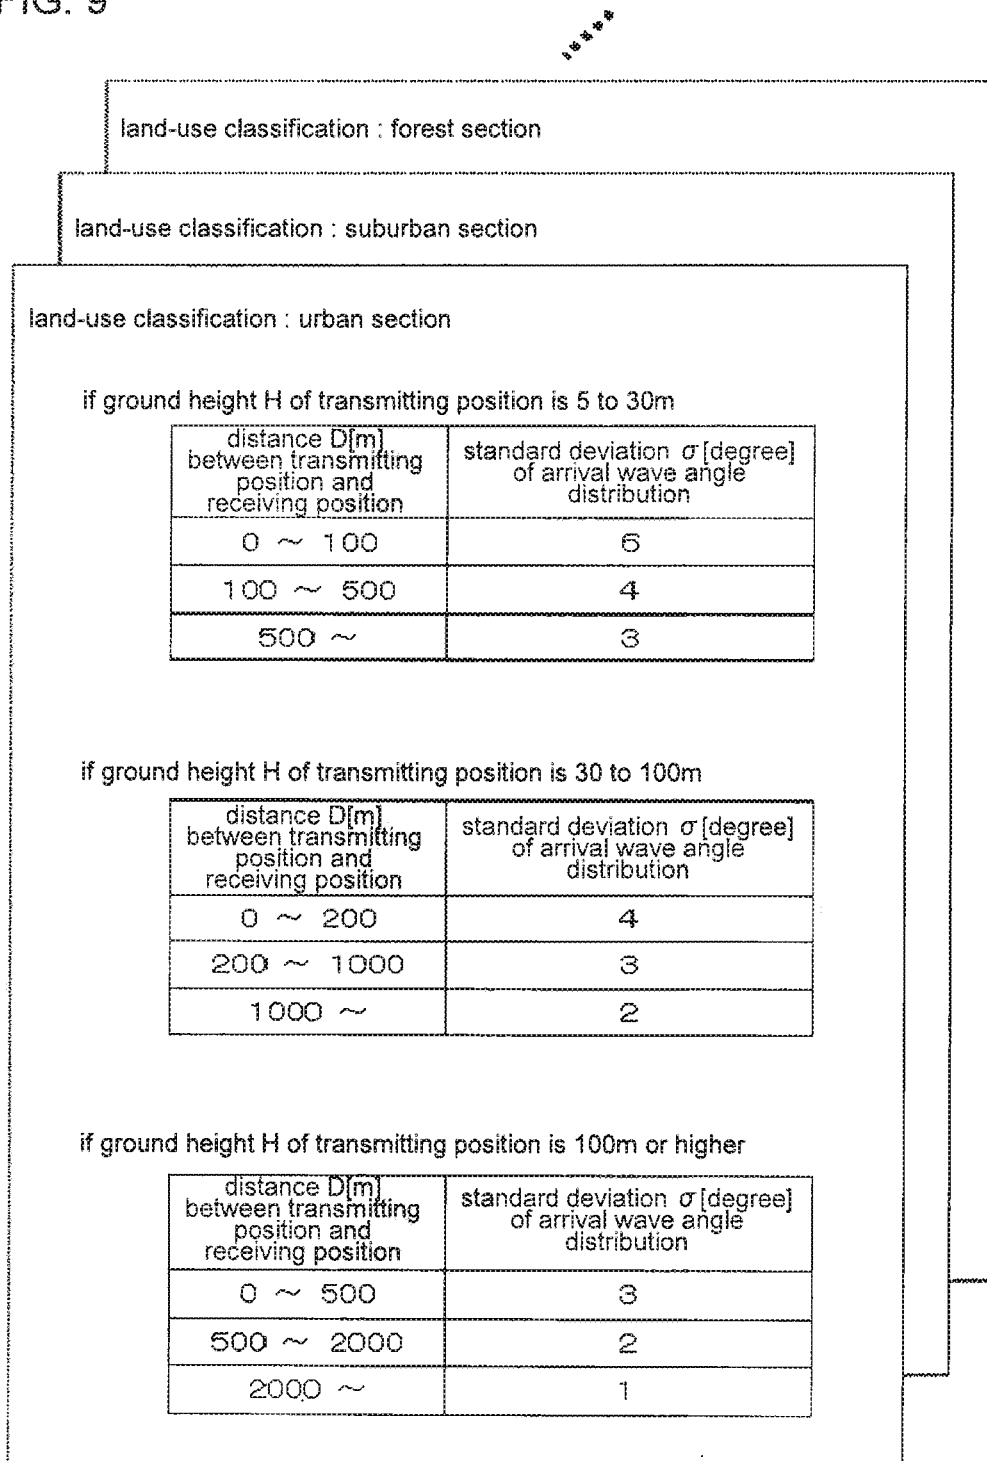 FIG. 9
land-use classification : forest section
land-use classification : suburban section
land-use classification : urban section
if ground height H of transmitting position is 5 to 30m
distance D[m]
between transmitting
position and
receiving position
standard deviation σ[degree]
of arrival wave angle
distribution
0 ~ 100
5
100 ~ 500
4
500 ~
3
if ground height H of transmitting position is 30 to 100m
distance D[m]
between transmitting
position and
receiving position
standard deviation σ[degree]
of arrival wave angle
distribution
0 ~ 200
4
200 ~ 1000
3
1000 ~
2
if ground height H of transmitting position is 100m or higher
distance D[m]
between transmitting
position and
receiving position
standard deviation σ[degree]
of arrival wave angle
distribution
0 ~ 500
3
500 ~ 2000
2
2000 ~
1